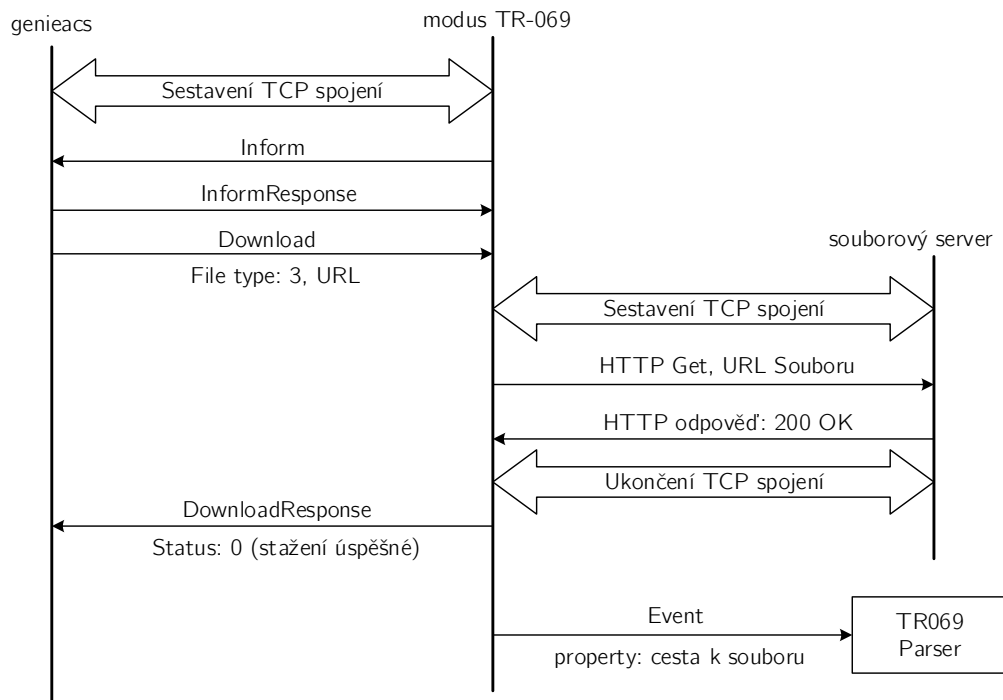 genieacs
modus TR-069
Sestavení TCP spojení
Inform
InformResponse
Download
File type: 3, URL
souborový server
Sestavení TCP spojení
HTTP Get, URL Souboru
HTTP odpověď: 200 OK
Ukončení TCP spojení
DownloadResponse
Status: 0 (stažení úspěšné)
Event
property: cesta k souboru
TR069
Parser